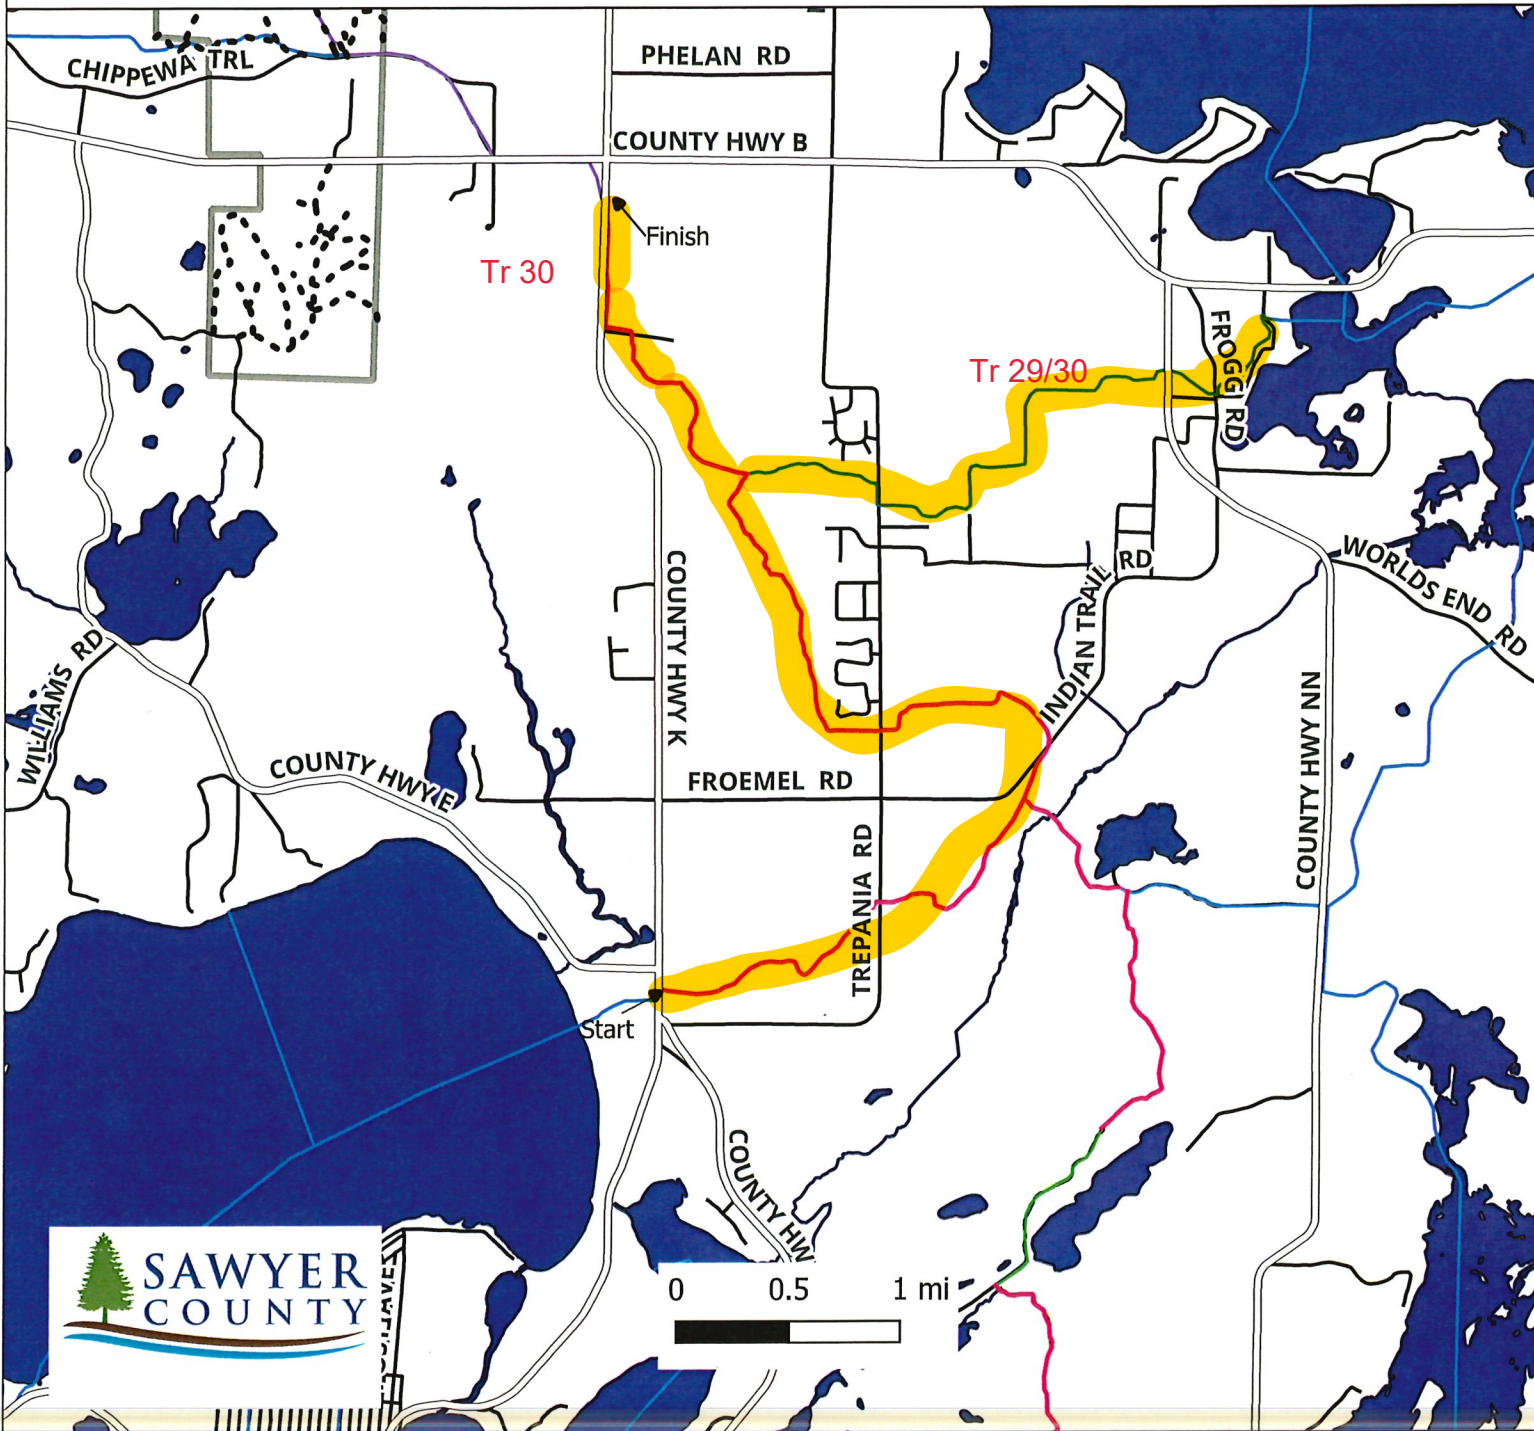 PHELAN RD
CHIPPEWA TRL
COUNTY HWY B
Finish
Tr 30
FROGGI RD
Tr 29/30
WORLDS END RD
INDIAN TRAIL RD
COUNTY HWY K
WILLIAMS RD
COUNTY HWY NN
COUNTY HWY E
FROEMEL RD
TREPANIA RD
Start
COUNTY HW
SAWYER
COUNTY
0 0.5 1 mi